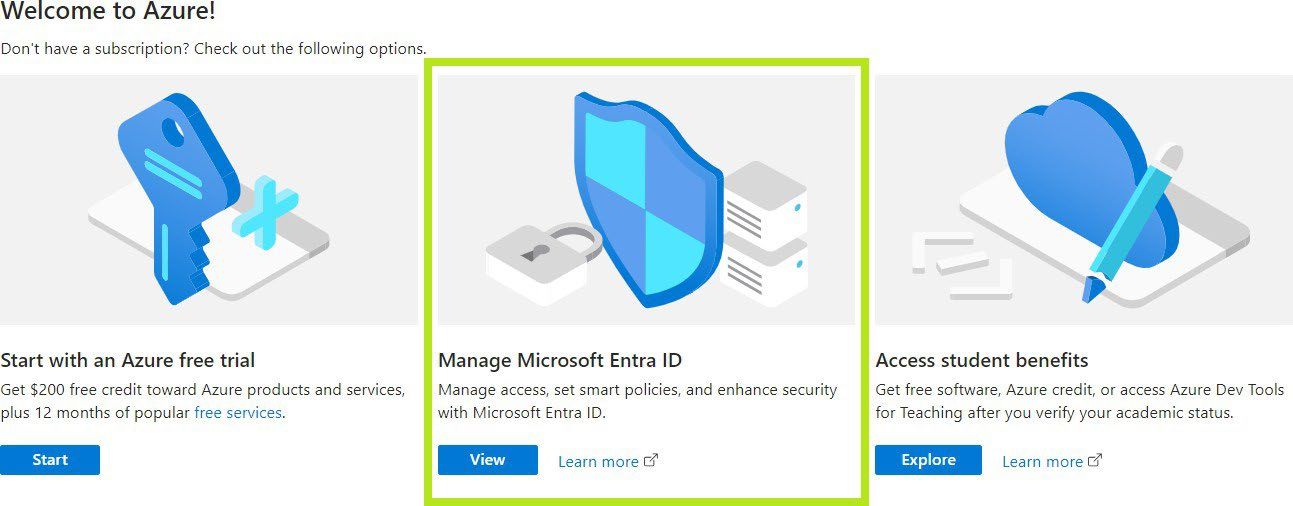 Welcome to Azure!
Don't have a subscription? Check out the following options.
Start with an Azure free trial
Get $200 free credit toward Azure products and services,
plus 12 months of popular free services.
Start
Manage Microsoft Entra ID
Manage access, set smart policies, and enhance security
with Microsoft Entra ID.
View Learn more
Access student benefits
Get free software, Azure credit, or access Azure Dev Tools
for Teaching after you verify your academic status.
Explore Learn more